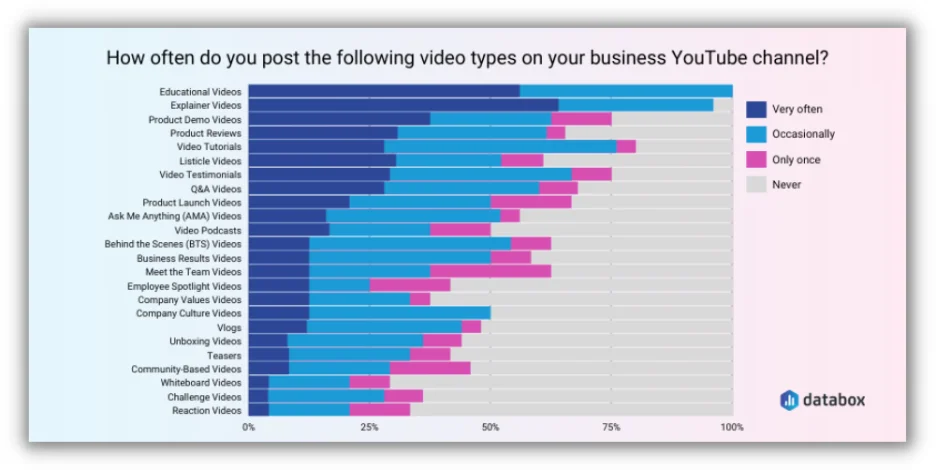 How often do you post the following video types on your business YouTube channel?
Educational Videos
Explainer Videos
Product Demo Videos
Product Reviews
Video Tutorials
Listicle Videos
Video Testimonials
Q&A Videos
Product Launch Videos
Ask Me Anything (AMA) Videos
Video Podcasts
Behind the Scenes (BTS) Videos
Business Results Videos
Meet the Team Videos
Employee Spotlight Videos
Company Values Videos
Company Culture Videos
Vlogs
Unboxing Videos
Teasers
Community-Based Videos
Whiteboard Videos
Challenge Videos
Reaction Videos
0% 25% 50% 75% 100%
Very often
Occasionally
Only once
Never
databox